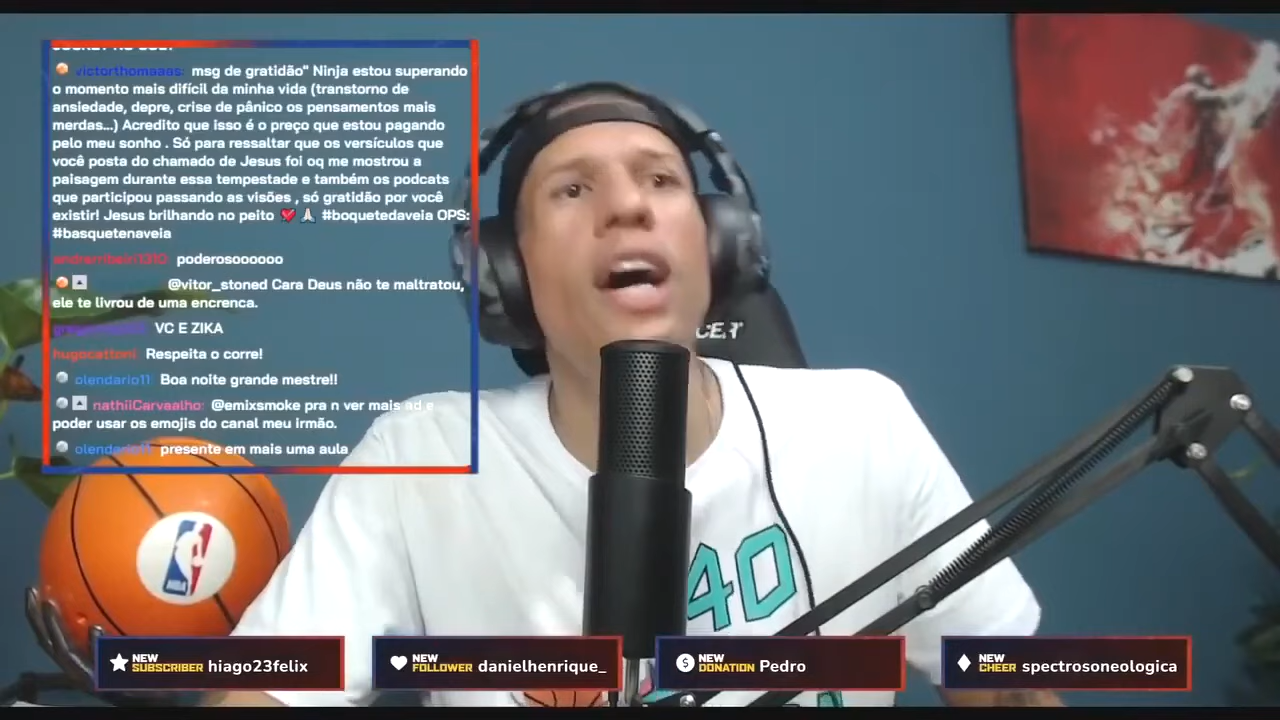 victorthomaaas: msg de gratidão" Ninja estou superando
o momento mais difícil da minha vida (transtorno de
ansiedade, depre, crise de pânico os pensamentos mais
merdas...) Acredito que isso é o preço que estou pagando
pelo meu sonho . Só para ressaltar que os versículos que
você posta do chamado de Jesus foi oq me mostrou a
paisagem durante essa tempestade e também os podcats
que participou passando as visões , só gratidão por você
existir! Jesus brilhando no peito 💔🙏🏻 #boquetedaveia OPS:
#basquetenaveia
poderosoooooo
@vitor_stoned Cara Deus não te maltratou,
ele te livrou de uma encrenca.
VC E ZIKA
hugocattoni: Respeita o corre!
olendario11: Boa noite grande mestre!!
nathiiCarvaalho: @emixsmoke pra n ver mais ad e
poder usar os emojis do canal meu irmão.
olendario11: presente em mais uma aula
40
NBA
NEW
SUBSCRIBER hiago23felix
NEW
FOLLOWER danielhenrique_
NEW
DONATION Pedro
NEW
CHEER spectrosoneologica